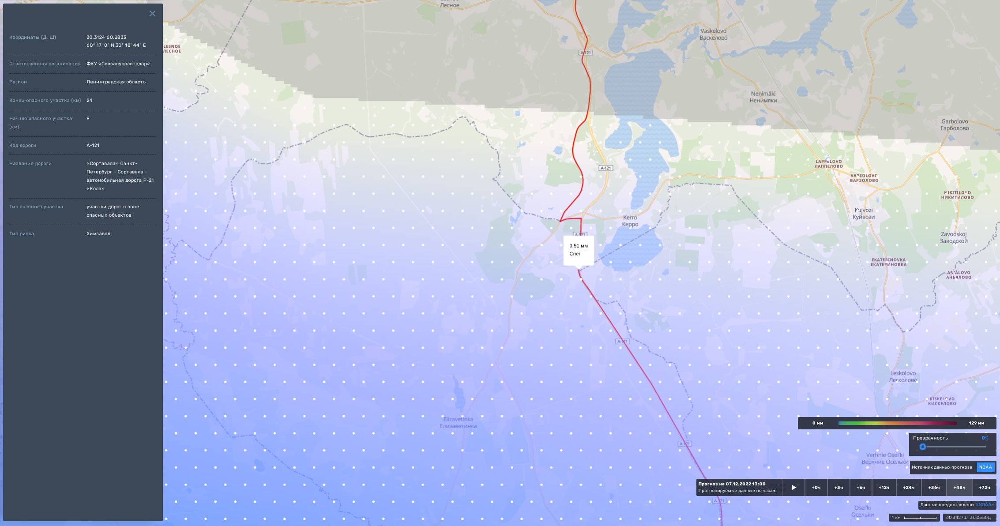 Координаты (Д, Ш)
30.3124 60.2833
60° 17' 0" N 30° 18' 44" E
Ответственная организация
ФКУ «Севзапуправтодор»
Регион
Ленинградская область
Конец опасного участка (км)
24
Начало опасного участка
(км)
9
Код дороги
А-121
Название дороги
«Сортавала» Санкт-
Петербург - Сортавала -
автомобильная дорога Р-21
«Кола»
Тип опасного участка
участки дорог в зоне
опасных объектов
Тип риска
Химзавод
Лесное
LESNOE
ЛЕСНОЕ
Vaskelovo
Васкелово
A-121
Nenimâki
Ненимяки
Garbolovo
Гарболово
LAPPELOVO
ЛАППЕЛОВО
A-121
VARZOLOVO
ВАРЗОЛОВО
NIKITILOVO
НИКИТИЛОВО
Kujvozi
Куйвози
Kerro
Керро
A-121
Zavodskoj
Заводской
0.51 мм
Снег
EKATERINOVKA
ЕКАТЕРИНОВКА
AN'ÂLOVO
АНЬЯЛОВО
A-121
Leskolovo
Лесколово
KISKELOVO
КИСКЕЛОВО
Elizavetinka
Елизаветинка
0 мм
129 мм
Прозрачность
0%
A-121
Verhnie Osel'ki
Верхние Осельки
Источник данных прогноза
NOAA
Прогноз на 07.12.2022 13:00
Прогнозируемые данные по часам
+0ч
+3ч
+6ч
+12ч
+24ч
+36ч
+48ч
+72ч
A-121
Данные предоставлены «NOAA»
Osel'ki
Осельки
1 км
60.3427Ш, 30.0550Д